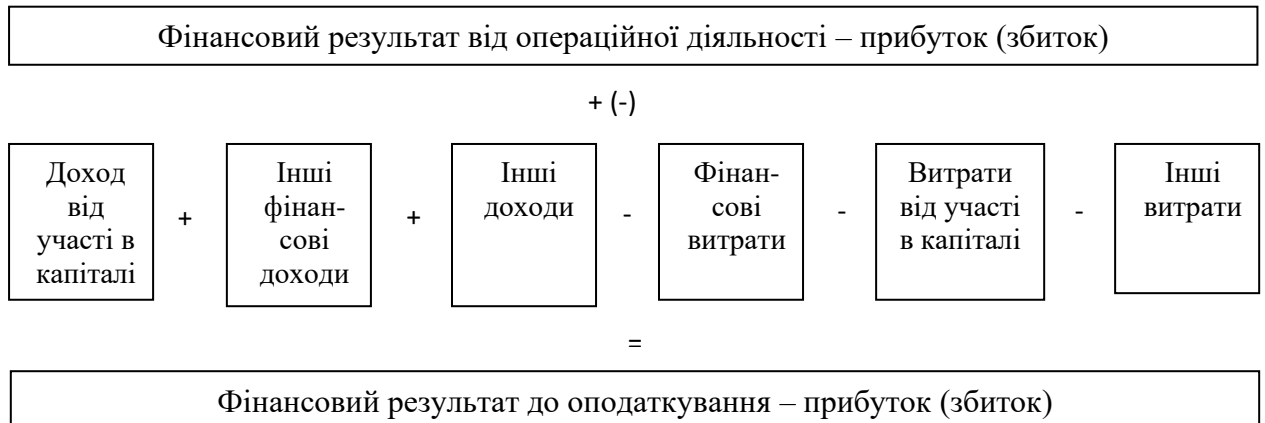 Фінансовий результат від операційної діяльності – прибуток (збиток)
+ (-)
Доход
від
участі в
капіталі
+
Інші
фінан-
сові
доходи
+
Інші
доходи
-
Фінан-
сові
витрати
-
Витрати
від участі
в капіталі
-
Інші
витрати
=
Фінансовий результат до оподаткування – прибуток (збиток)